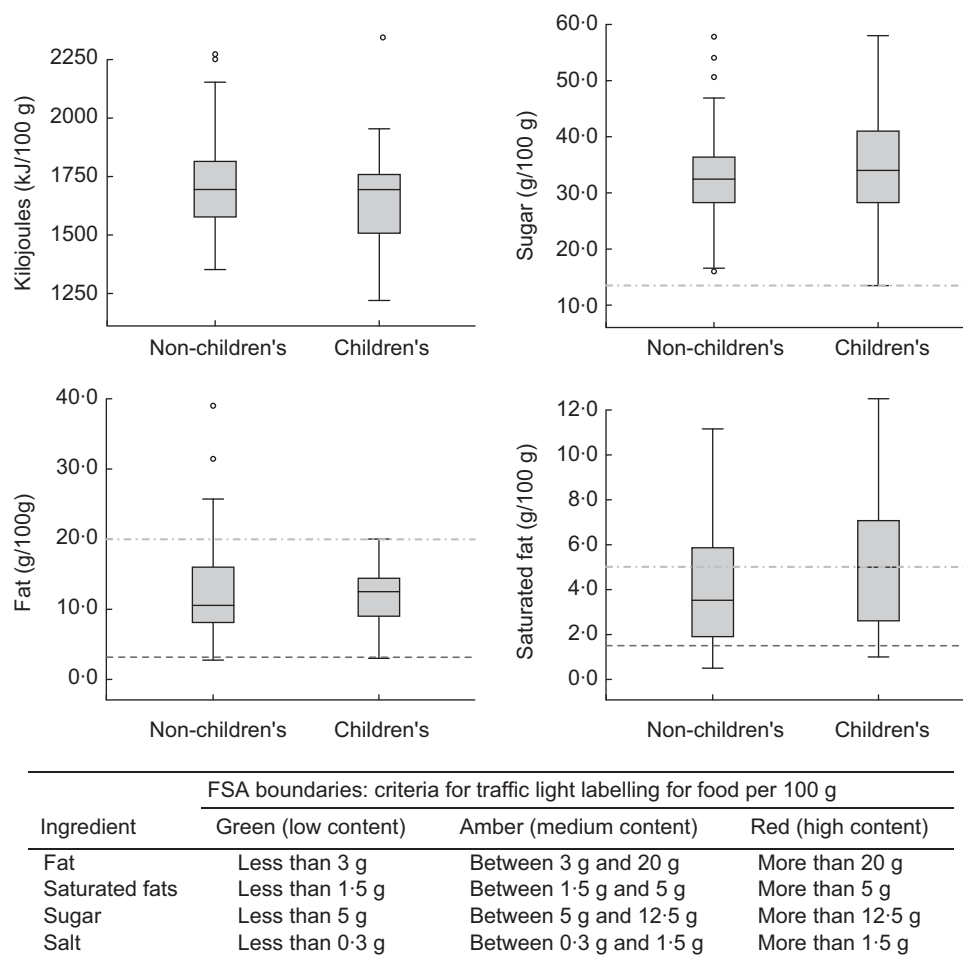 Kilojoules (kJ/100 g)
2250
2000
1750
1500
1250
Non-children's
Children's
Sugar (g/100 g)
60·0
50·0
40·0
30·0
20·0
10·0
Non-children's
Children's
Fat (g/100g)
40·0
30·0
20·0
10·0
0·0
Non-children's
Children's
Saturated fat (g/100 g)
12·0
10·0
8·0
6·0
4·0
2·0
0·0
Non-children's
Children's
FSA boundaries: criteria for traffic light labelling for food per 100 g
Ingredient Green (low content) Amber (medium content) Red (high content)
Fat Less than 3 g Between 3 g and 20 g More than 20 g
Saturated fats Less than 1·5 g Between 1·5 g and 5 g More than 5 g
Sugar Less than 5 g Between 5 g and 12·5 g More than 12·5 g
Salt Less than 0·3 g Between 0·3 g and 1·5 g More than 1·5 g